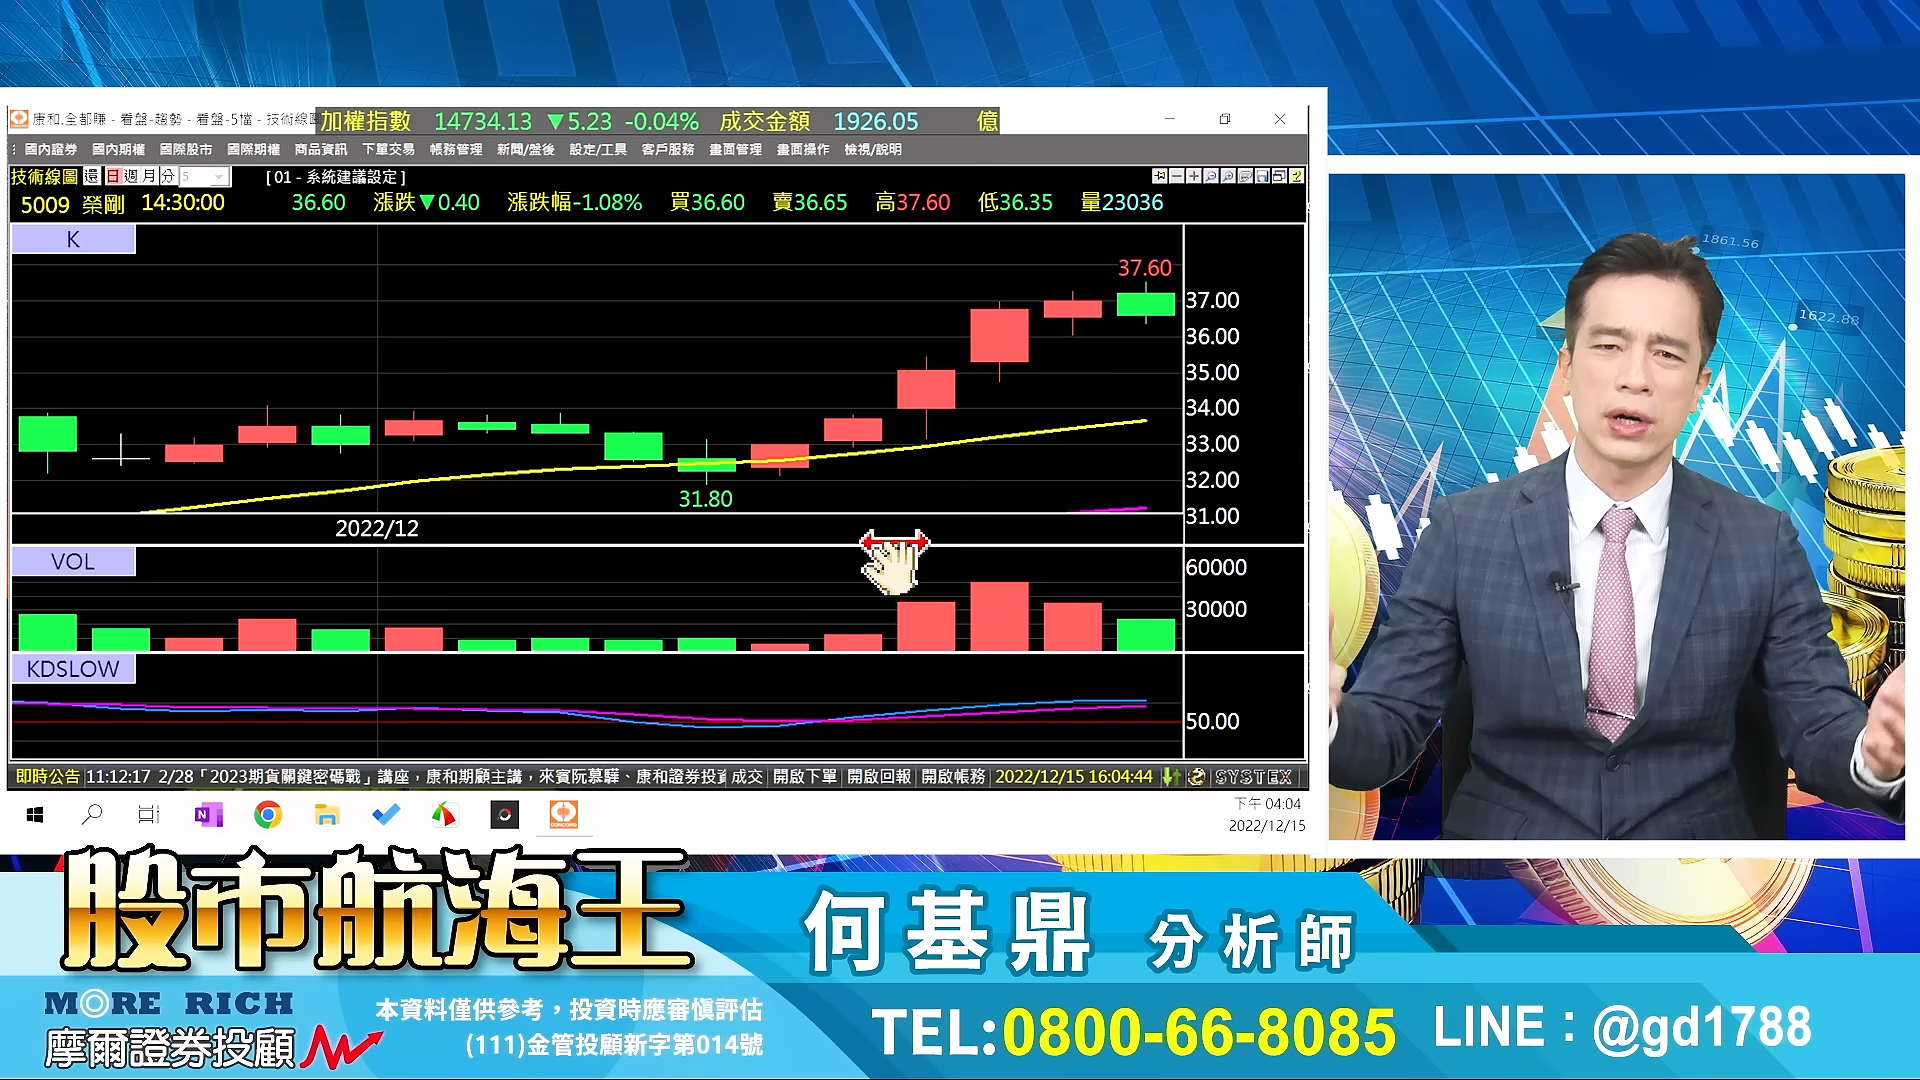 康和.全都賺 - 看盤-趨勢 - 看盤-5檔 - 技術線圖
加權指數 14734.13 ▼5.23 -0.04% 成交金額 1926.05 億
國內證券 國內期權 國際股市 國際期權 商品資訊 下單交易 帳務管理 新聞/盤後 設定/工具 客戶服務 畫面管理 畫面操作 檢視/說明
技術線圖 還 日 週 月 分 5 [ 01 - 系統建議設定 ]
5009 榮剛 14:30:00 36.60 漲跌▼0.40 漲跌幅-1.08% 買36.60 賣36.65 高37.60 低36.35 量23036
K
37.60
37.00
36.00
35.00
34.00
33.00
32.00
31.00
31.80
2022/12
VOL
60000
30000
KDSLOW
50.00
即時公告 11:12:17 2/28「2023期貨關鍵密碼戰」講座，康和期顧主講，來賓阮慕驊、康和證券投資 成交 開啟下單 開啟回報 開啟帳務 2022/12/15 16:04:44 SYSTEX
下午 04:04
2022/12/15
CONCORD
1861.56
1622.88
股市航海王
何基鼎 分析師
MORE RICH
摩爾證券投顧
本資料僅供參考，投資時應審慎評估
(111)金管投顧新字第014號
TEL:0800-66-8085
LINE：@gd1788